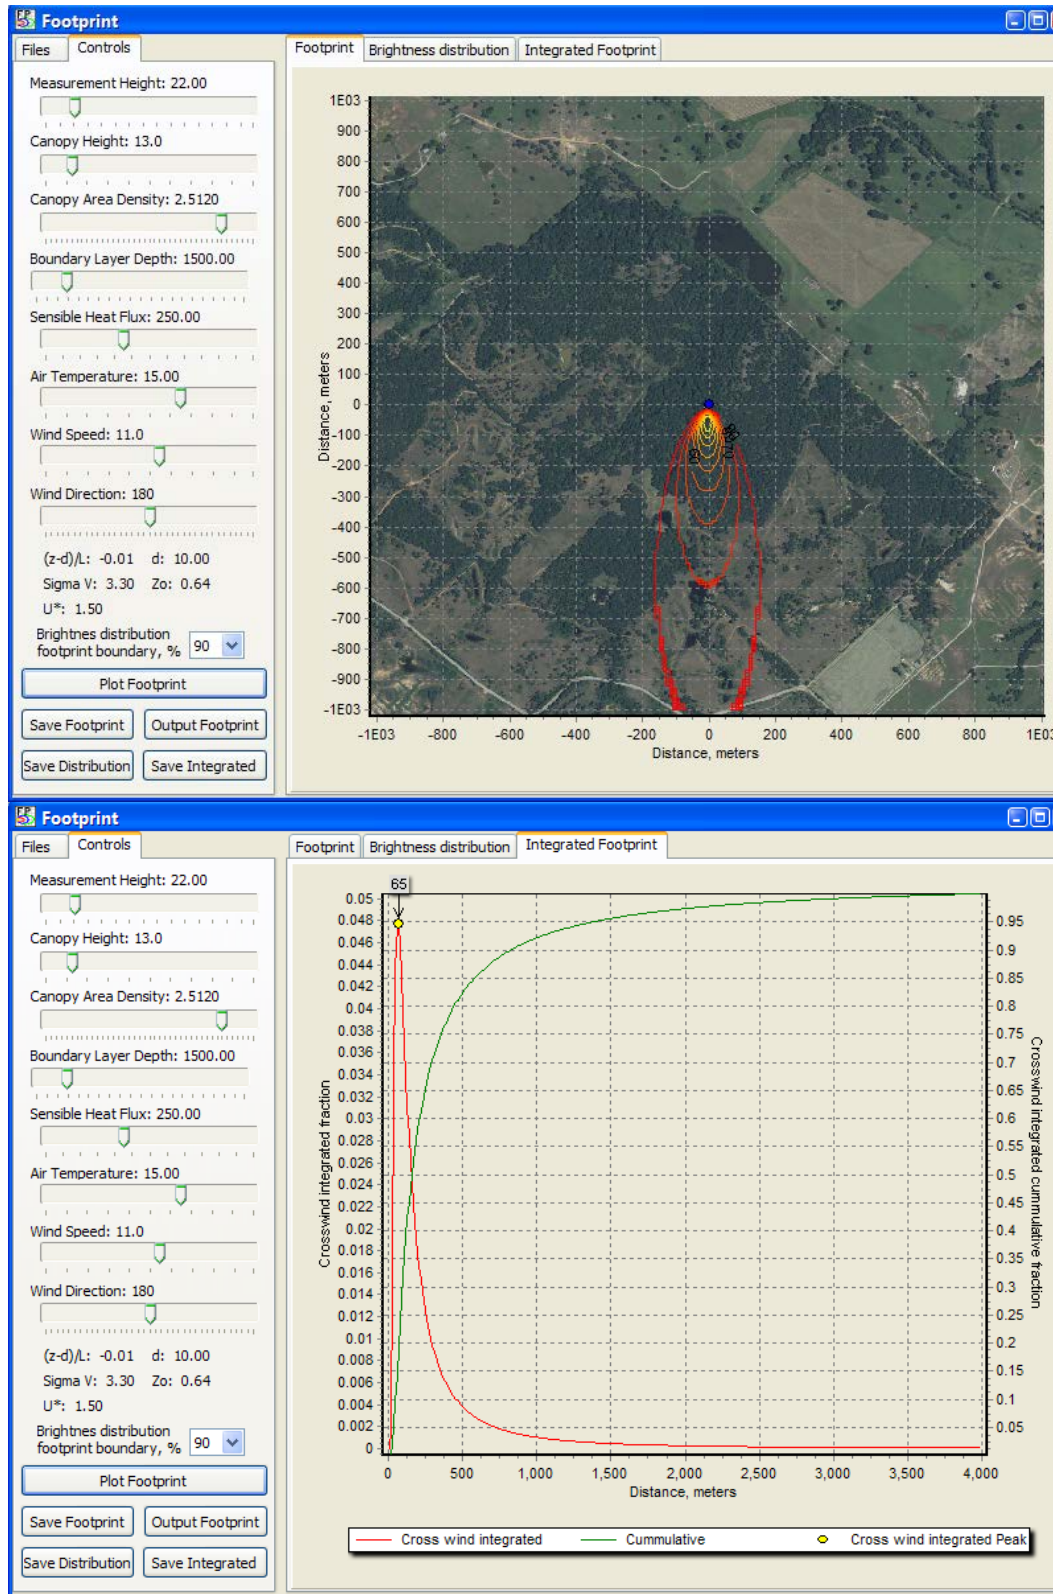 Footprint
Files Controls
Footprint Brightness distribution Integrated Footprint
Measurement Height: 22.00
Canopy Height: 13.0
Canopy Area Density: 2.5120
Boundary Layer Depth: 1500.00
Sensible Heat Flux: 250.00
Air Temperature: 15.00
Wind Speed: 11.0
Wind Direction: 180
(z-d)/L: -0.01 d: 10.00
Sigma V: 3.30 Zo: 0.64
U*: 1.50
Brightnes distribution
footprint boundary, % 90
Plot Footprint
Save Footprint Output Footprint
Save Distribution Save Integrated
1E03
900
800
700
600
500
400
300
200
100
0
-100
-200
-300
-400
-500
-600
-700
-800
-900
-1E03
Distance, meters
-1E03 -800 -600 -400 -200 0 200 400 600 800 1E03
Distance, meters
Footprint
Files Controls
Footprint Brightness distribution Integrated Footprint
Measurement Height: 22.00
Canopy Height: 13.0
Canopy Area Density: 2.5120
Boundary Layer Depth: 1500.00
Sensible Heat Flux: 250.00
Air Temperature: 15.00
Wind Speed: 11.0
Wind Direction: 180
(z-d)/L: -0.01 d: 10.00
Sigma V: 3.30 Zo: 0.64
U*: 1.50
Brightnes distribution
footprint boundary, % 90
Plot Footprint
Save Footprint Output Footprint
Save Distribution Save Integrated
65
0.05
0.048
0.046
0.044
0.042
0.04
0.038
0.036
0.034
0.032
0.03
0.028
0.026
0.024
0.022
0.02
0.018
0.016
0.014
0.012
0.01
0.008
0.006
0.004
0.002
0
Crosswind integrated fraction
0.95
0.9
0.85
0.8
0.75
0.7
0.65
0.6
0.55
0.5
0.45
0.4
0.35
0.3
0.25
0.2
0.15
0.1
0.05
Crosswind integrated cummulative fraction
0 500 1,000 1,500 2,000 2,500 3,000 3,500 4,000
Distance, meters
Cross wind integrated Cummulative Cross wind integrated Peak